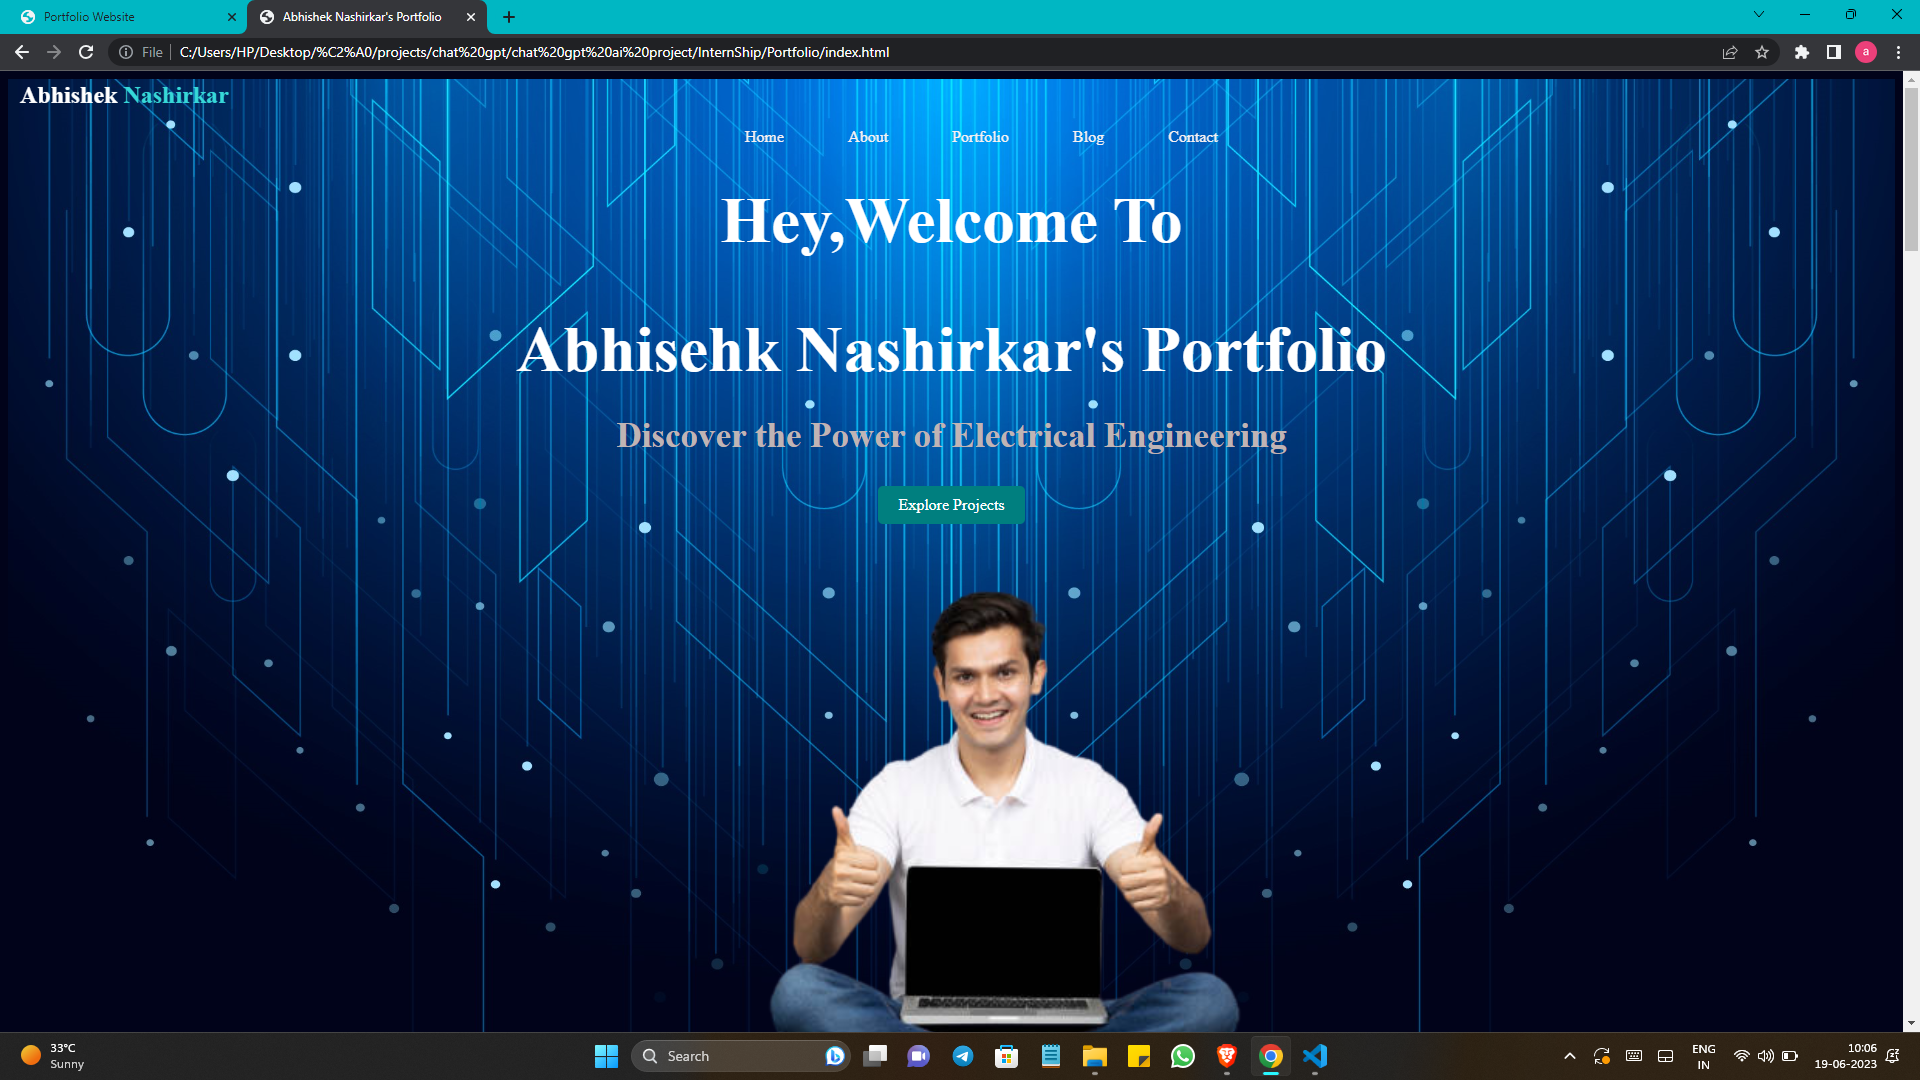 Portfolio Website
Abhishek Nashirkar's Portfolio
File
C:/Users/HP/Desktop/%C2%A0/projects/chat%20gpt/chat%20gpt%20ai%20project/InternShip/Portfolio/index.html
a
Abhishek Nashirkar
Home About Portfolio Blog Contact
Hey,Welcome To
Abhisehk Nashirkar's Portfolio
Discover the Power of Electrical Engineering
Explore Projects
33°C
Sunny
Search
ENG
IN
10:06
19-06-2023